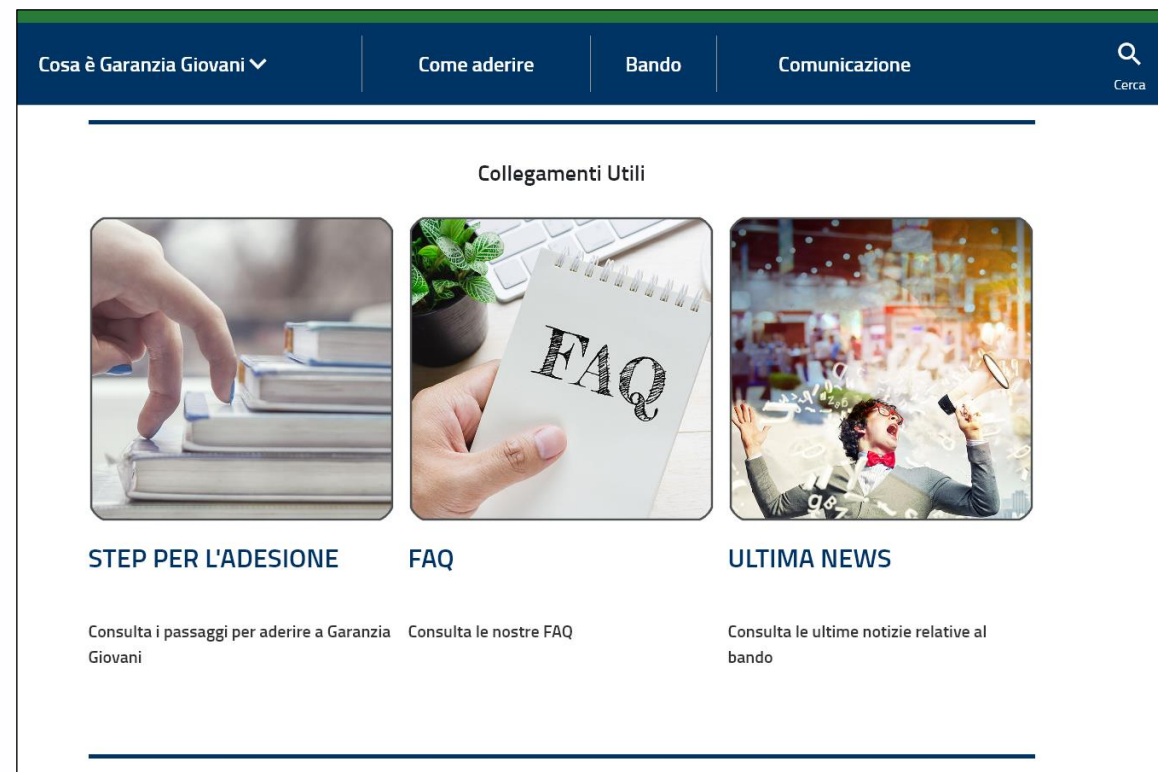 Cosa è Garanzia Giovani
Come aderire
Bando
Comunicazione
Cerca
Collegamenti Utili
FAQ
STEP PER L'ADESIONE
FAQ
ULTIMA NEWS
Consulta i passaggi per aderire a Garanzia
Giovani
Consulta le nostre FAQ
Consulta le ultime notizie relative al
bando